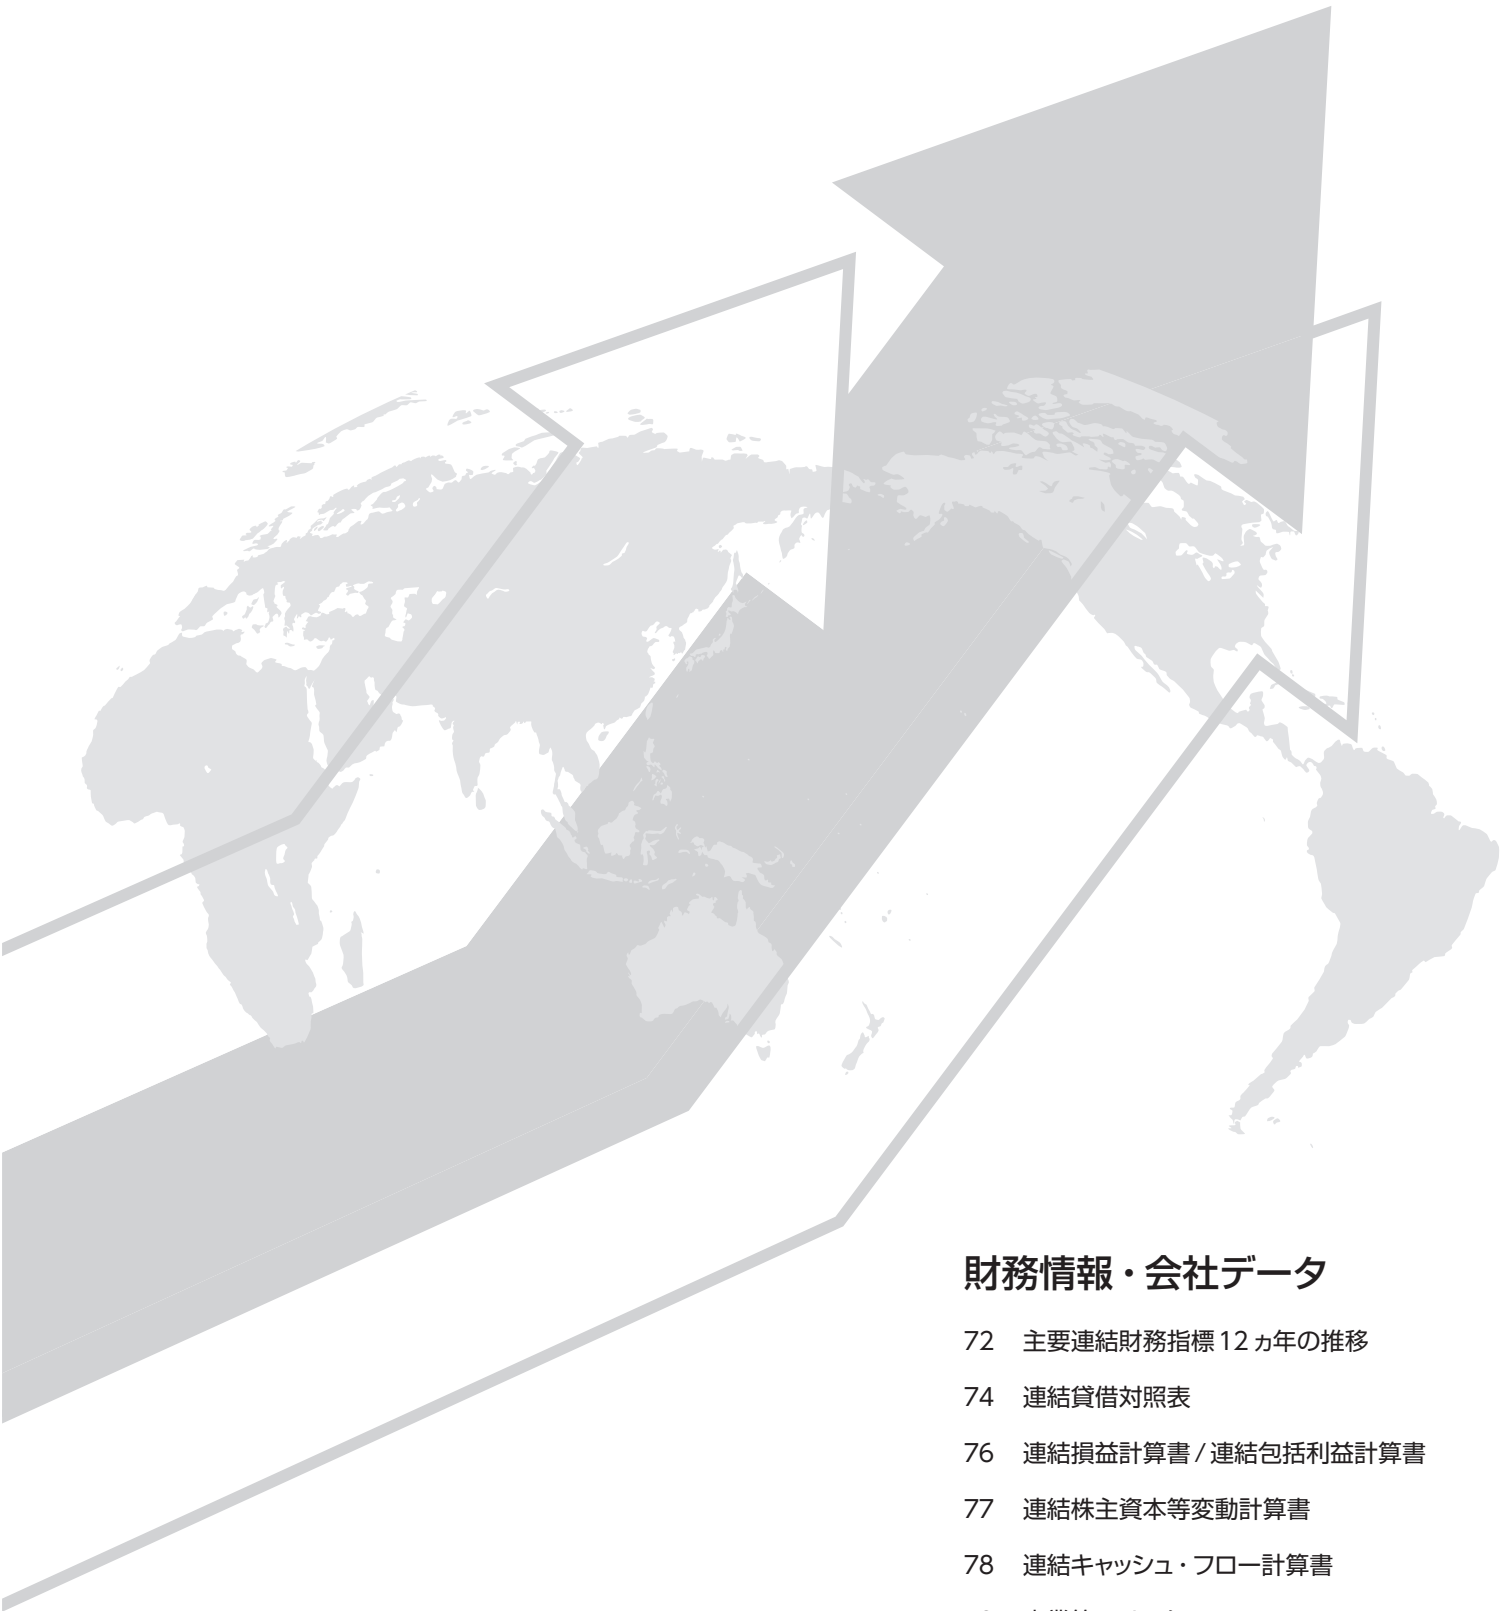 財務情報・会社データ
72 主要連結財務指標12ヵ年の推移
74 連結貸借対照表
76 連結損益計算書/連結包括利益計算書
77 連結株主資本等変動計算書
78 連結キャッシュ・フロー計算書